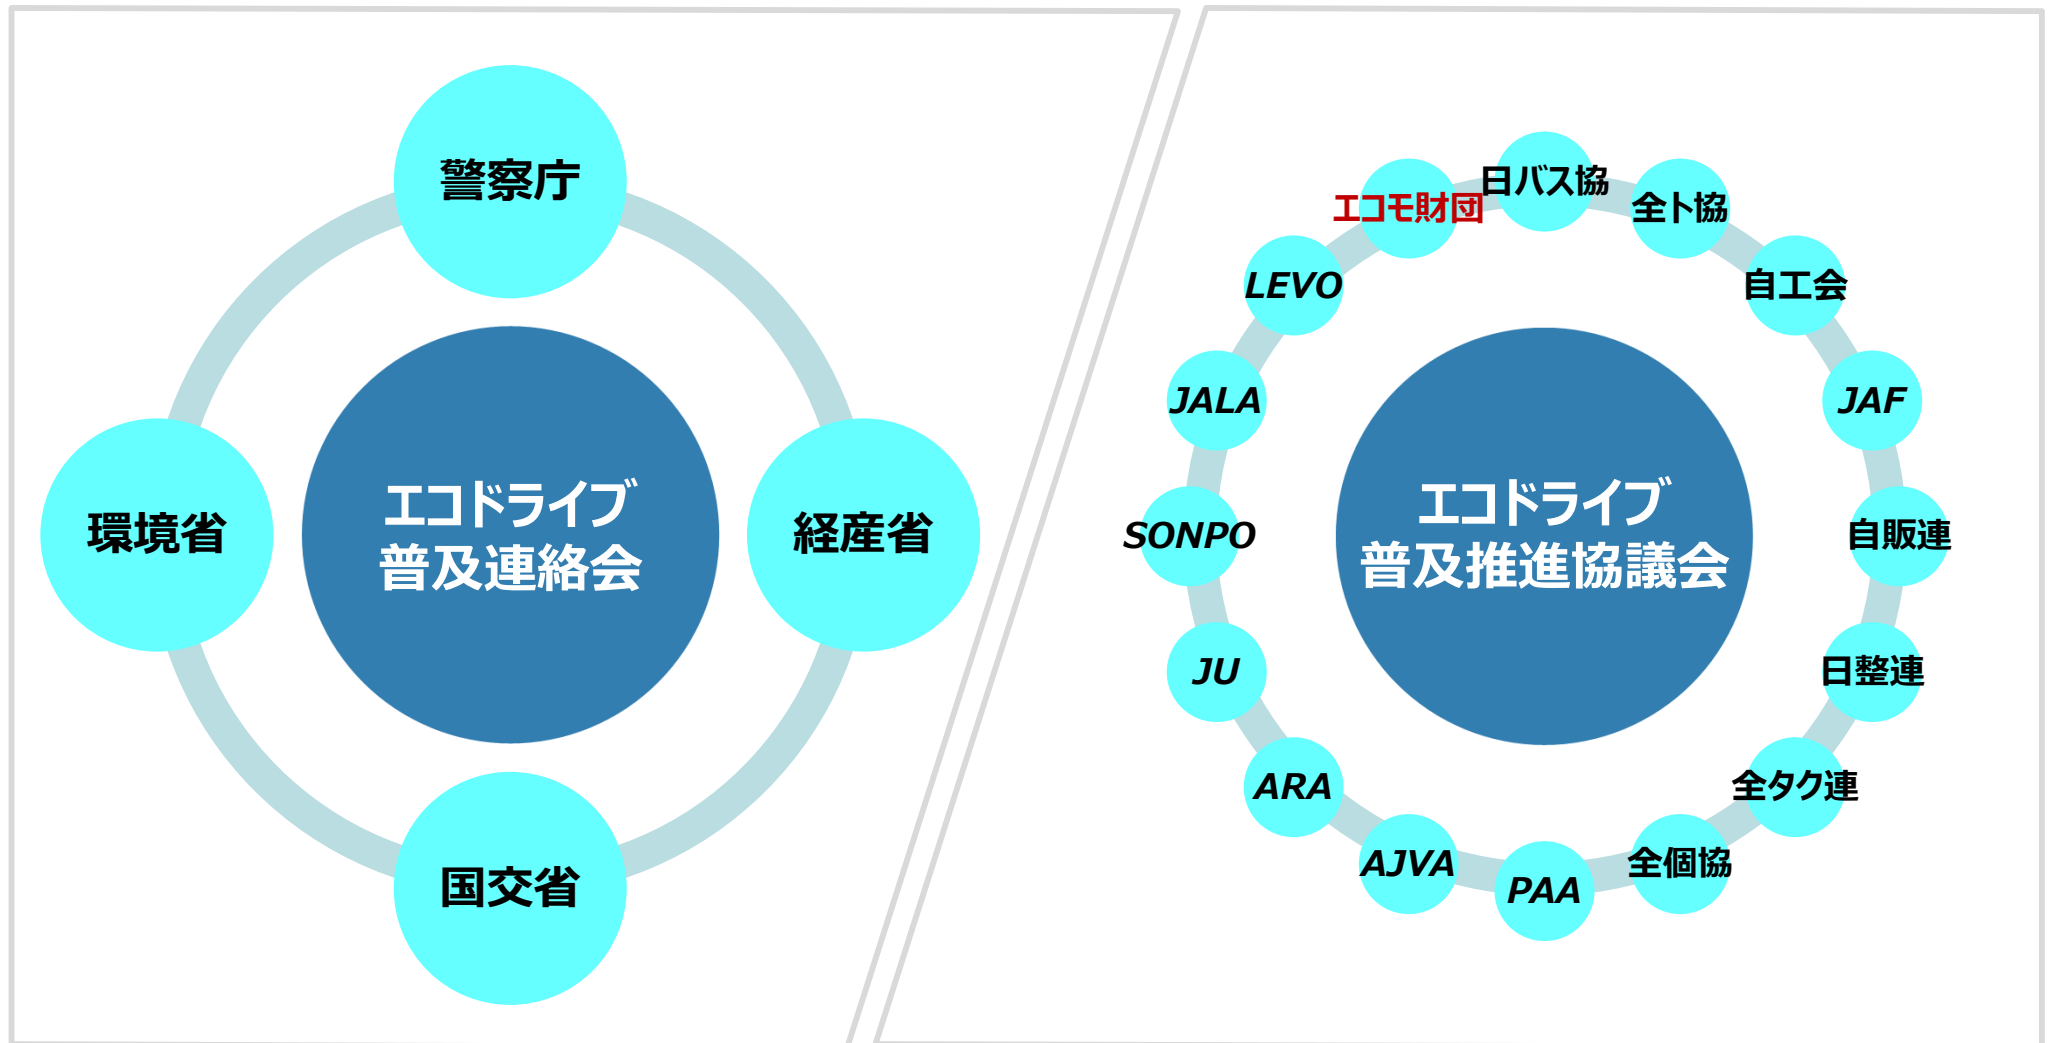 警察庁
環境省
エコドライブ
普及連絡会
経産省
国交省
日バス協
全ト協
自工会
JAF
自販連
日整連
全タク連
全個協
PAA
AJVA
ARA
JU
SONPO
JALA
LEVO
エコモ財団
エコドライブ
普及推進協議会